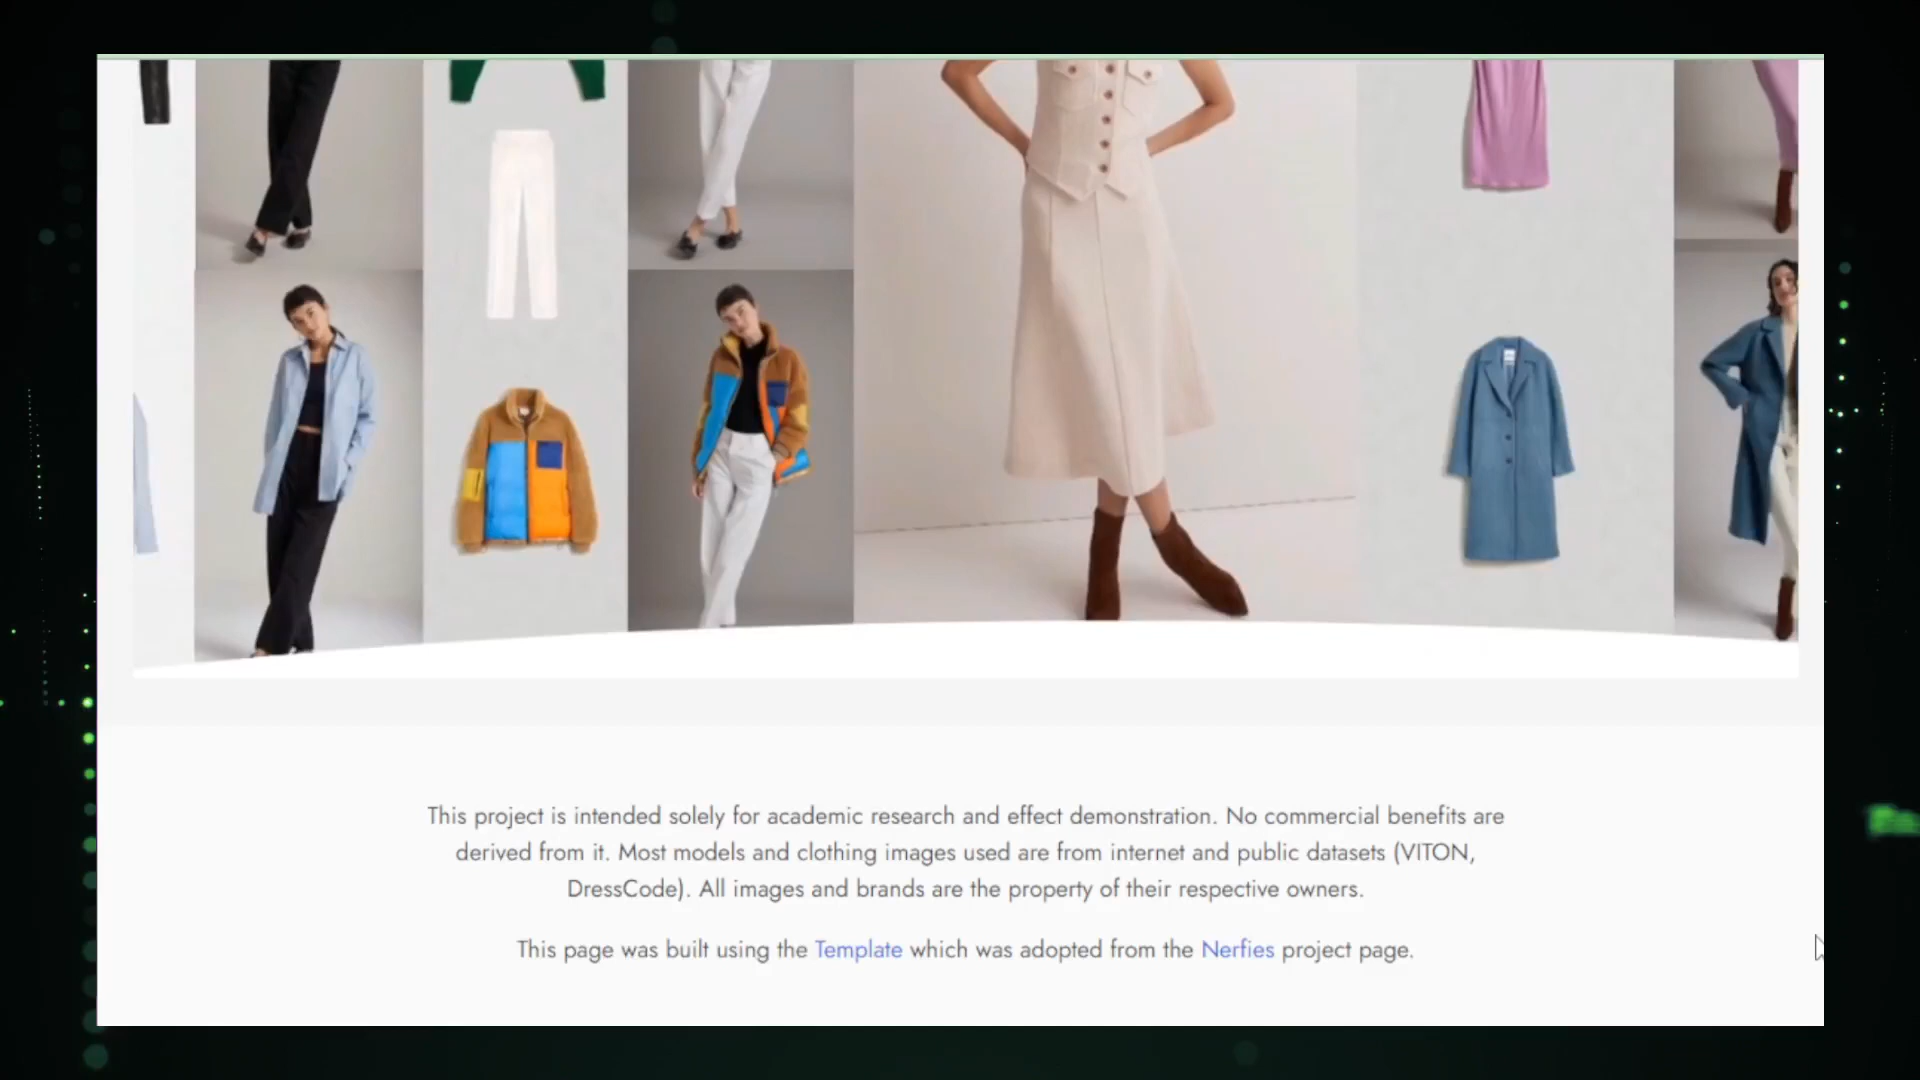 This project is intended solely for academic research and effect demonstration. No commercial benefits are
derived from it. Most models and clothing images used are from internet and public datasets (VITON,
DressCode). All images and brands are the property of their respective owners.
This page was built using the Template which was adopted from the Nerfies project page.